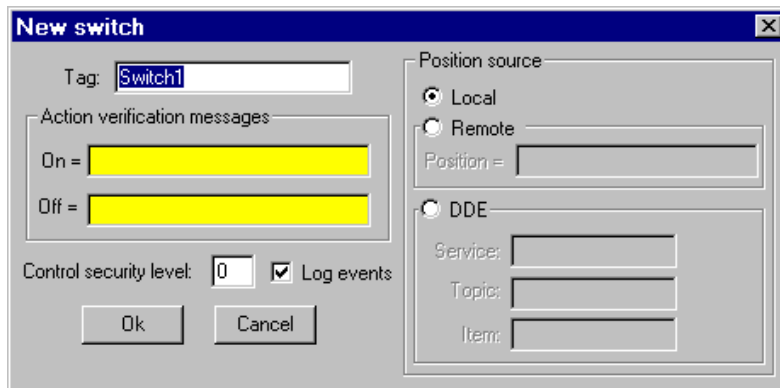 New switch
Tag: Switch1
Action verification messages
On =
Off =
Control security level: 0 Log events
Ok Cancel
Position source
Local
Remote
Position =
DDE
Service:
Topic:
Item: